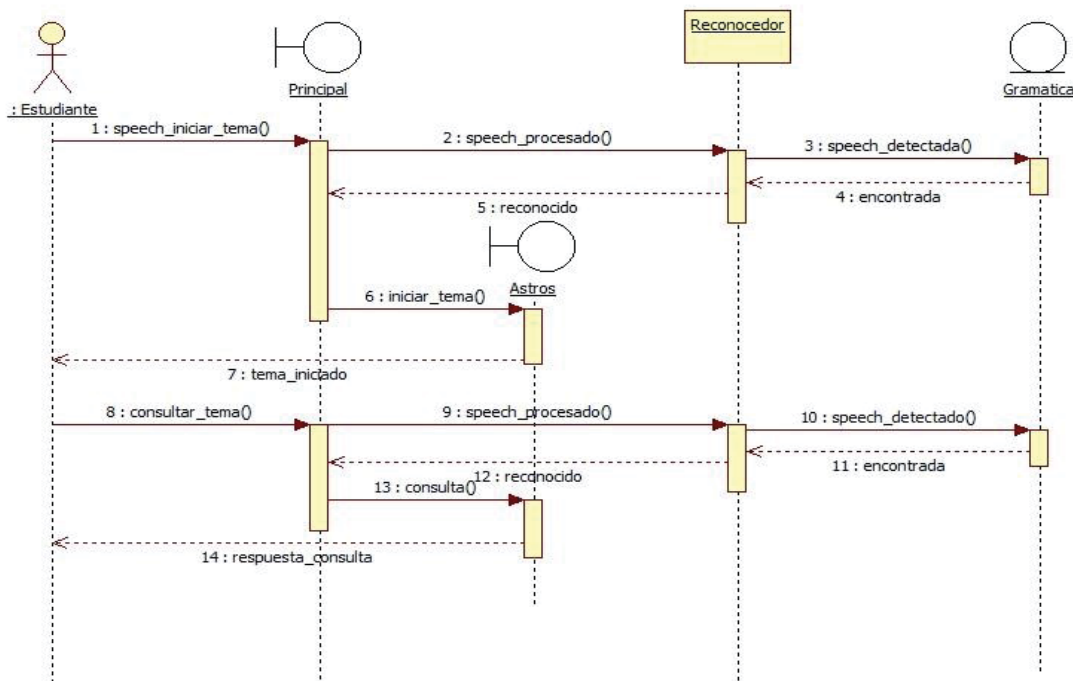 Reconocedor
Principal
Gramatica
: Estudiante
1 : speech_iniciar_tema()
2 : speech_procesado()
3 : speech_detectada()
4 : encontrada
5 : reconocido
Astros
6 : iniciar_tema()
7 : tema_iniciado
8 : consultar_tema()
9 : speech_procesado()
10 : speech_detectado()
11 : encontrada
12 : reconocido
13 : consulta()
14 : respuesta_consulta